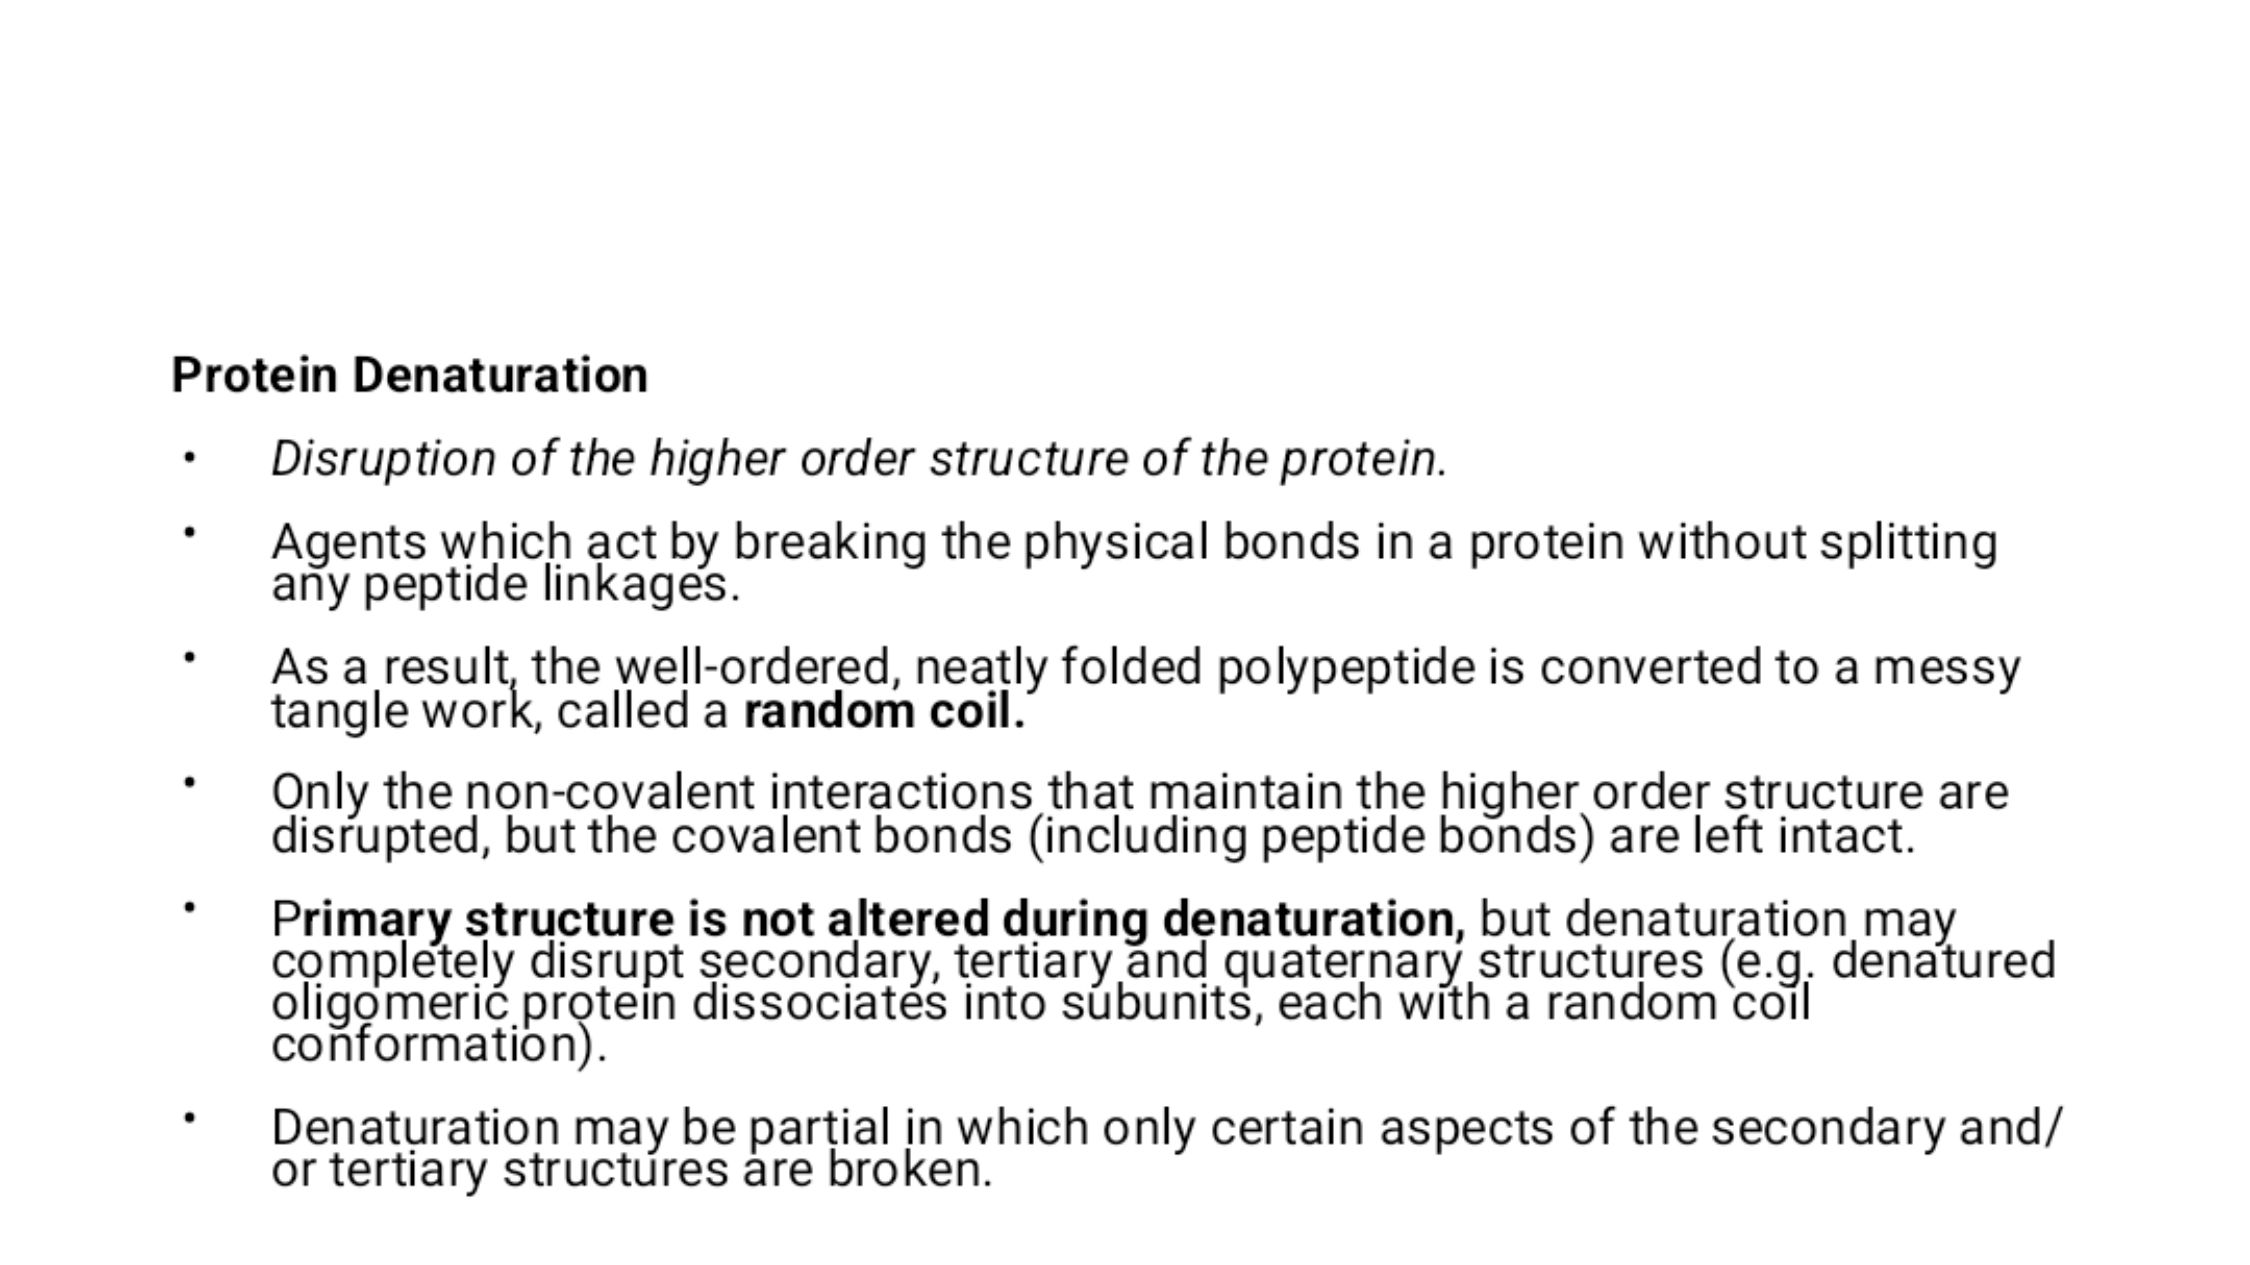 Protein Denaturation
• Disruption of the higher order structure of the protein.
• Agents which act by breaking the physical bonds in a protein without splitting
any peptide linkages.
• As a result, the well-ordered, neatly folded polypeptide is converted to a messy
tangle work, called a random coil.
• Only the non-covalent interactions that maintain the higher order structure are
disrupted, but the covalent bonds (including peptide bonds) are left intact.
• Primary structure is not altered during denaturation, but denaturation may
completely disrupt secondary, tertiary and quaternary structures (e.g. denatured
oligomeric protein dissociates into subunits, each with a random coil
conformation).
• Denaturation may be partial in which only certain aspects of the secondary and/
or tertiary structures are broken.